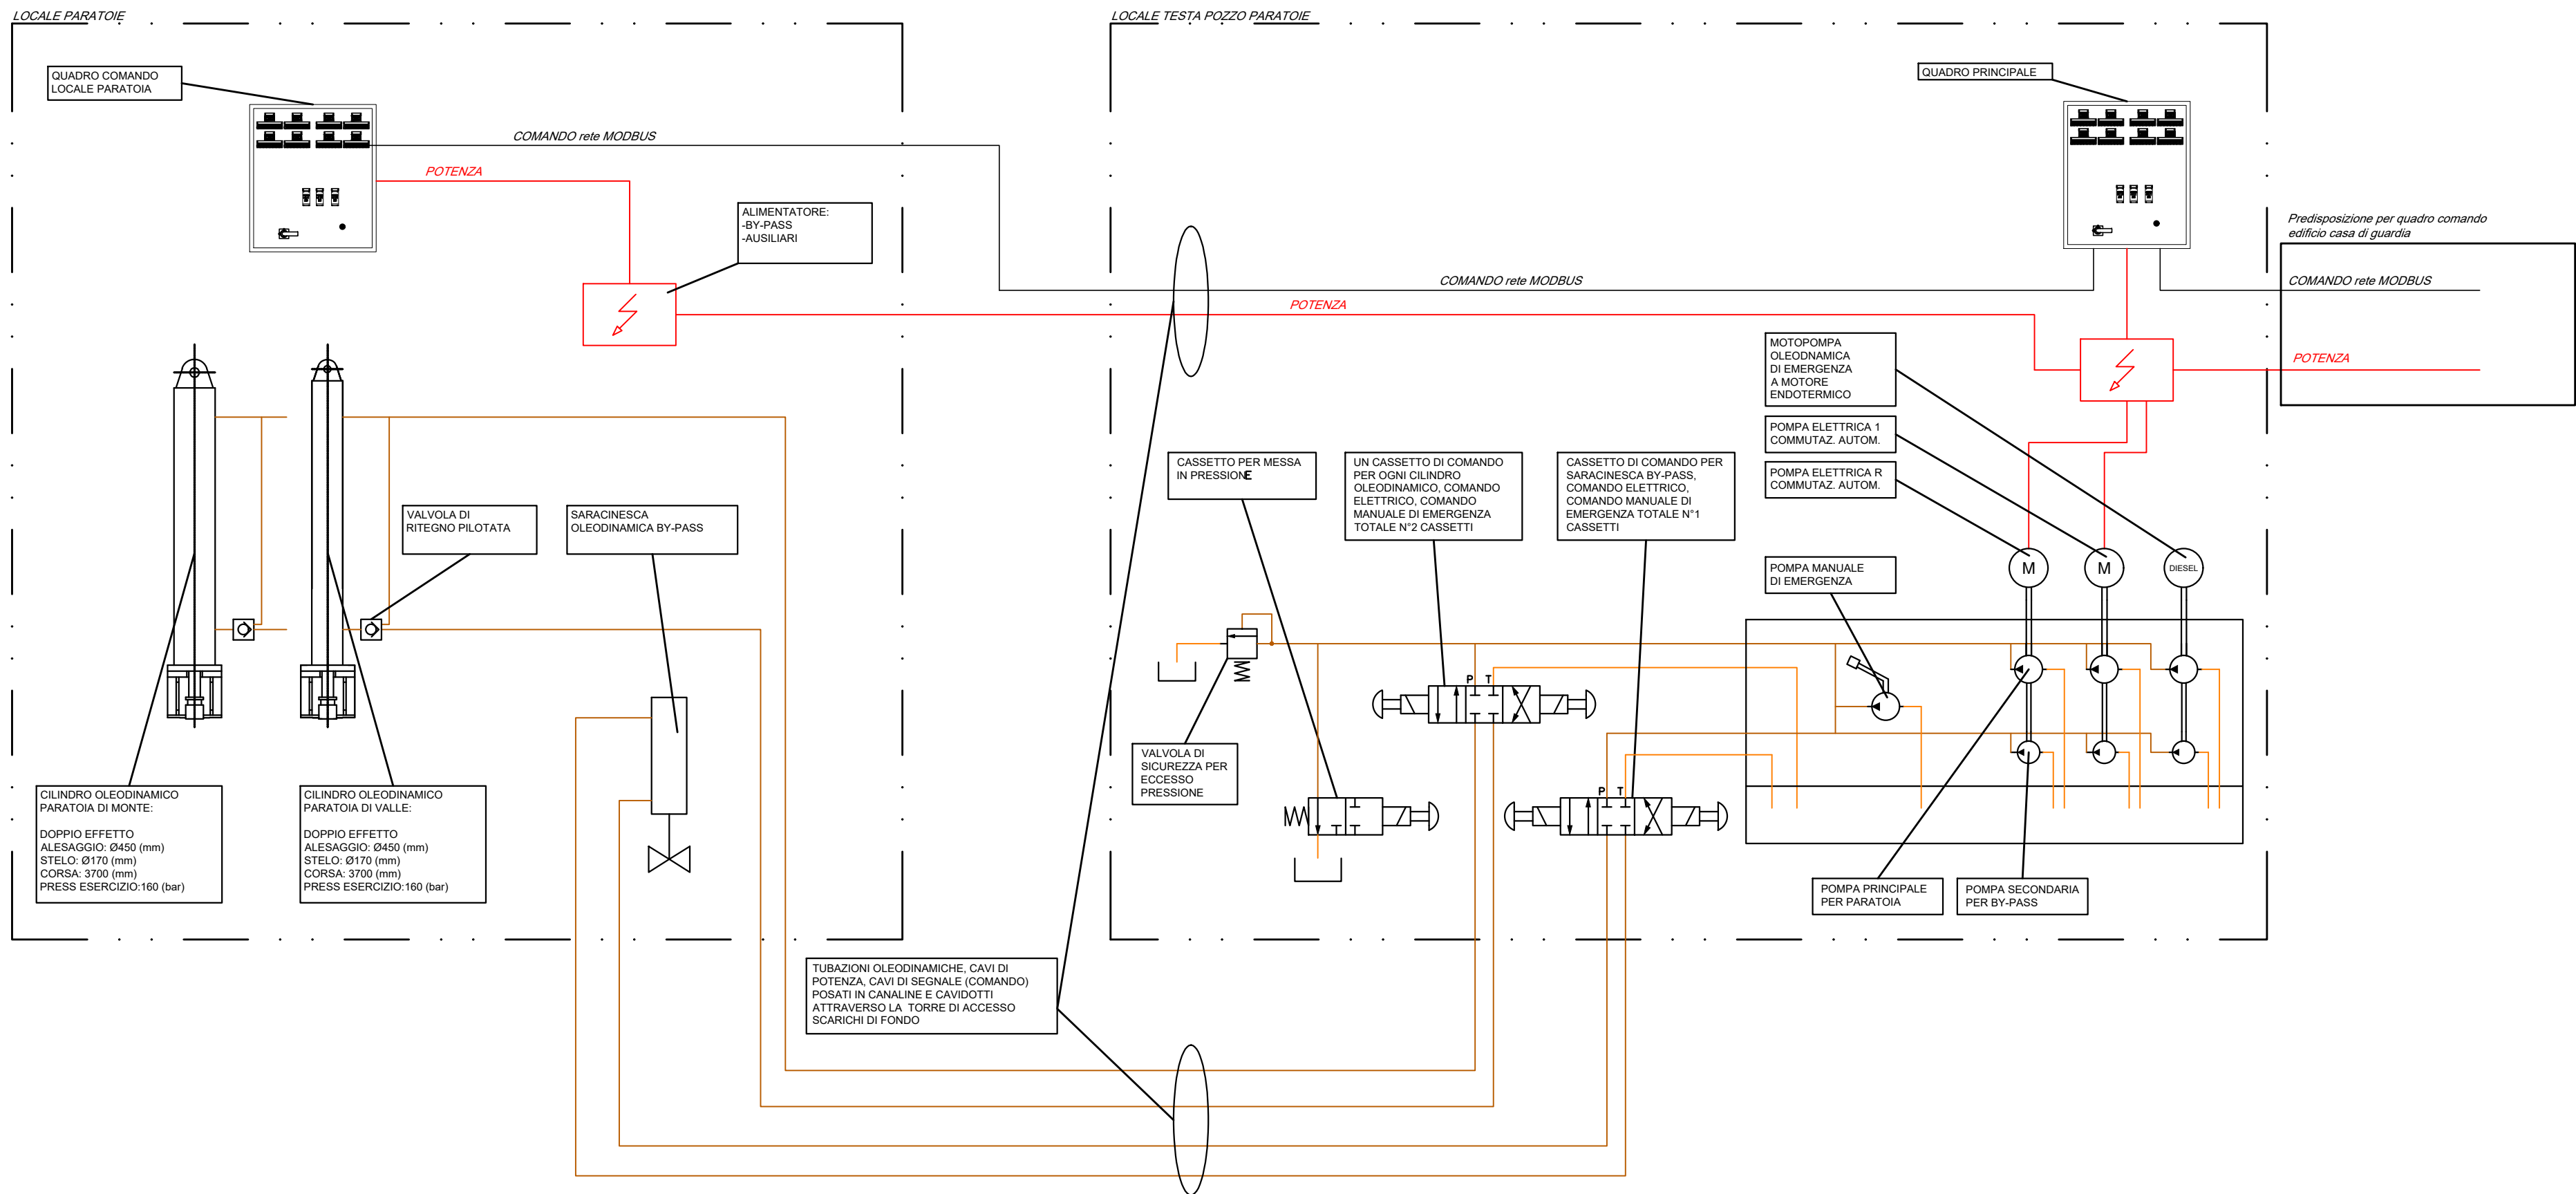 LOCALE PARATOIE
LOCALE TESTA POZZO PARATOIE
QUADRO COMANDO
LOCALE PARATOIA
QUADRO PRINCIPALE
COMANDO rete MODBUS
POTENZA
ALIMENTATORE:
-BY-PASS
-AUSILIARI
Predisposizione per quadro comando
edificio casa di guardia
COMANDO rete MODBUS
COMANDO rete MODBUS
POTENZA
POTENZA
MOTOPOMPA
OLEODNAMICA
DI EMERGENZA
A MOTORE
ENDOTERMICO
POMPA ELETTRICA 1
COMMUTAZ. AUTOM.
POMPA ELETTRICA R
COMMUTAZ. AUTOM.
CASSETTO PER MESSA
IN PRESSIONE
UN CASSETTO DI COMANDO
PER OGNI CILINDRO
OLEODINAMICO, COMANDO
ELETTRICO, COMANDO
MANUALE DI EMERGENZA
TOTALE N°2 CASSETTI
CASSETTO DI COMANDO PER
SARACINESCA BY-PASS,
COMANDO ELETTRICO,
COMANDO MANUALE DI
EMERGENZA TOTALE N°1
CASSETTI
VALVOLA DI
RITEGNO PILOTATA
SARACINESCA
OLEODINAMICA BY-PASS
POMPA MANUALE
DI EMERGENZA
M
M
DIESEL
P T
VALVOLA DI
SICUREZZA PER
ECCESSO
PRESSIONE
P T
CILINDRO OLEODINAMICO
PARATOIA DI MONTE:
DOPPIO EFFETTO
ALESAGGIO: Ø450 (mm)
STELO: Ø170 (mm)
CORSA: 3700 (mm)
PRESS ESERCIZIO:160 (bar)
CILINDRO OLEODINAMICO
PARATOIA DI VALLE:
DOPPIO EFFETTO
ALESAGGIO: Ø450 (mm)
STELO: Ø170 (mm)
CORSA: 3700 (mm)
PRESS ESERCIZIO:160 (bar)
POMPA PRINCIPALE
PER PARATOIA
POMPA SECONDARIA
PER BY-PASS
TUBAZIONI OLEODINAMICHE, CAVI DI
POTENZA, CAVI DI SEGNALE (COMANDO)
POSATI IN CANALINE E CAVIDOTTI
ATTRAVERSO LA TORRE DI ACCESSO
SCARICHI DI FONDO